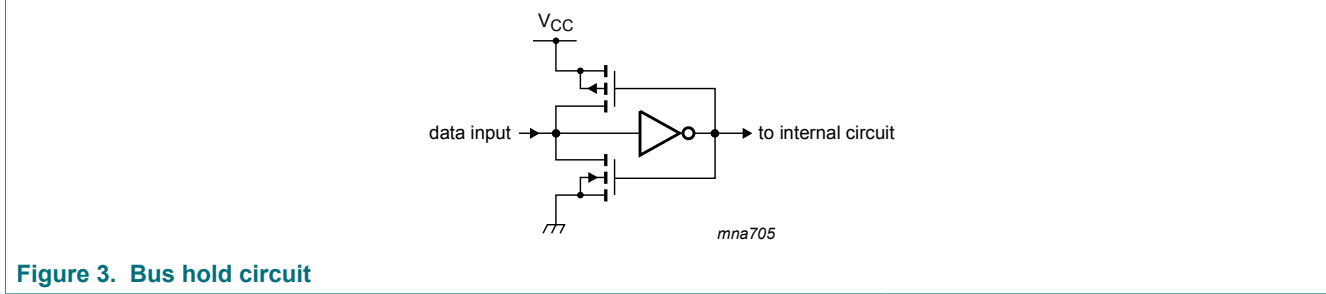 VCC
data input
to internal circuit
mna705
Figure 3. Bus hold circuit